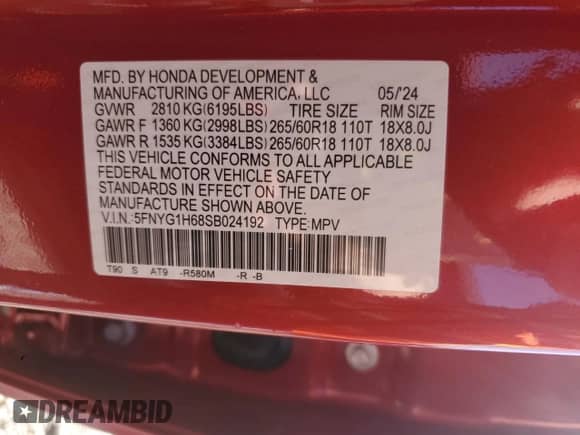 MFD. BY HONDA DEVELOPMENT &
MANUFACTURING OF AMERICA, LLC 05/'24
GVWR 2810 KG(6195LBS) TIRE SIZE RIM SIZE
GAWR F 1360 KG(2998LBS) 265/60R18 110T 18X8.0J
GAWR R 1535 KG(3384LBS) 265/60R18 110T 18X8.0J
THIS VEHICLE CONFORMS TO ALL APPLICABLE
FEDERAL MOTOR VEHICLE SAFETY
STANDARDS IN EFFECT ON THE DATE OF
MANUFACTURE SHOWN ABOVE.
V.I.N.:5FNYG1H68SB024192 TYPE:MPV
T90 S AT9 -R580M -R -B
DREAMBID